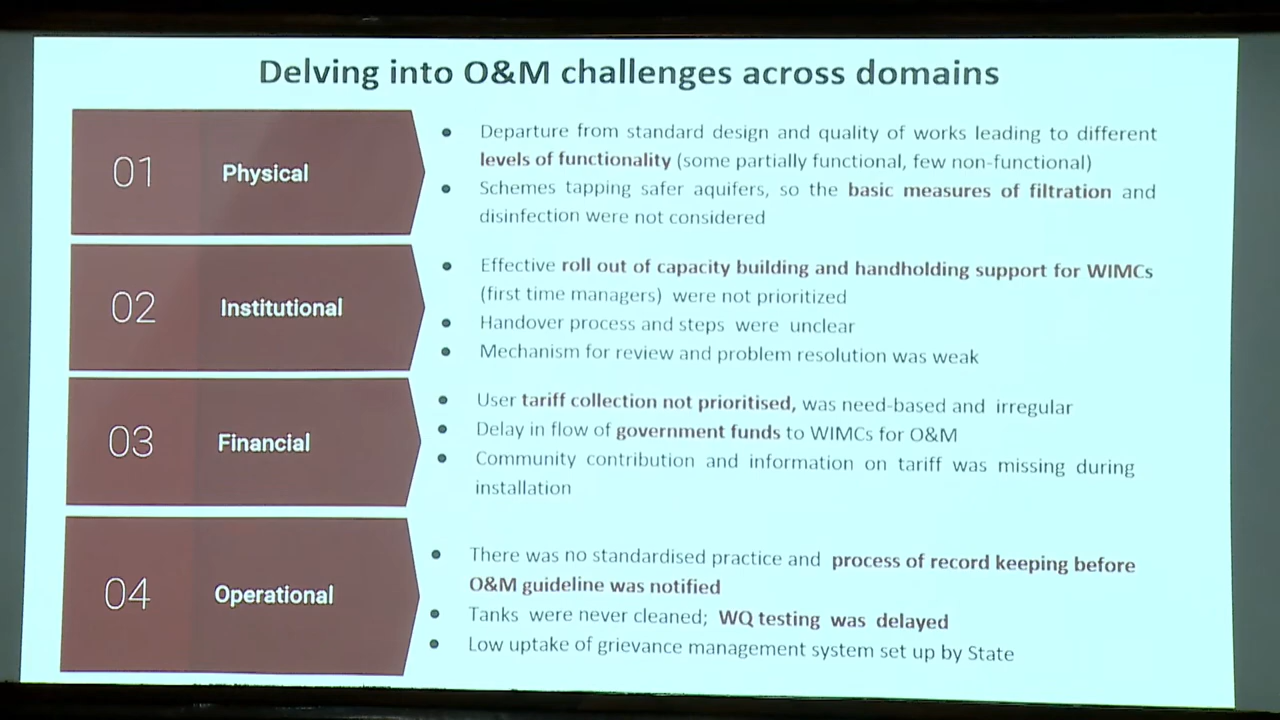 Delving into O&M challenges across domains
01 Physical
● Departure from standard design and quality of works leading to different
levels of functionality (some partially functional, few non-functional)
● Schemes tapping safer aquifers, so the basic measures of filtration and
disinfection were not considered
02 Institutional
● Effective roll out of capacity building and handholding support for WIMCs
(first time managers) were not prioritized
● Handover process and steps were unclear
● Mechanism for review and problem resolution was weak
03 Financial
● User tariff collection not prioritised, was need-based and irregular
● Delay in flow of government funds to WIMCs for O&M
● Community contribution and information on tariff was missing during
installation
04 Operational
● There was no standardised practice and process of record keeping before
O&M guideline was notified
● Tanks were never cleaned; WQ testing was delayed
● Low uptake of grievance management system set up by State